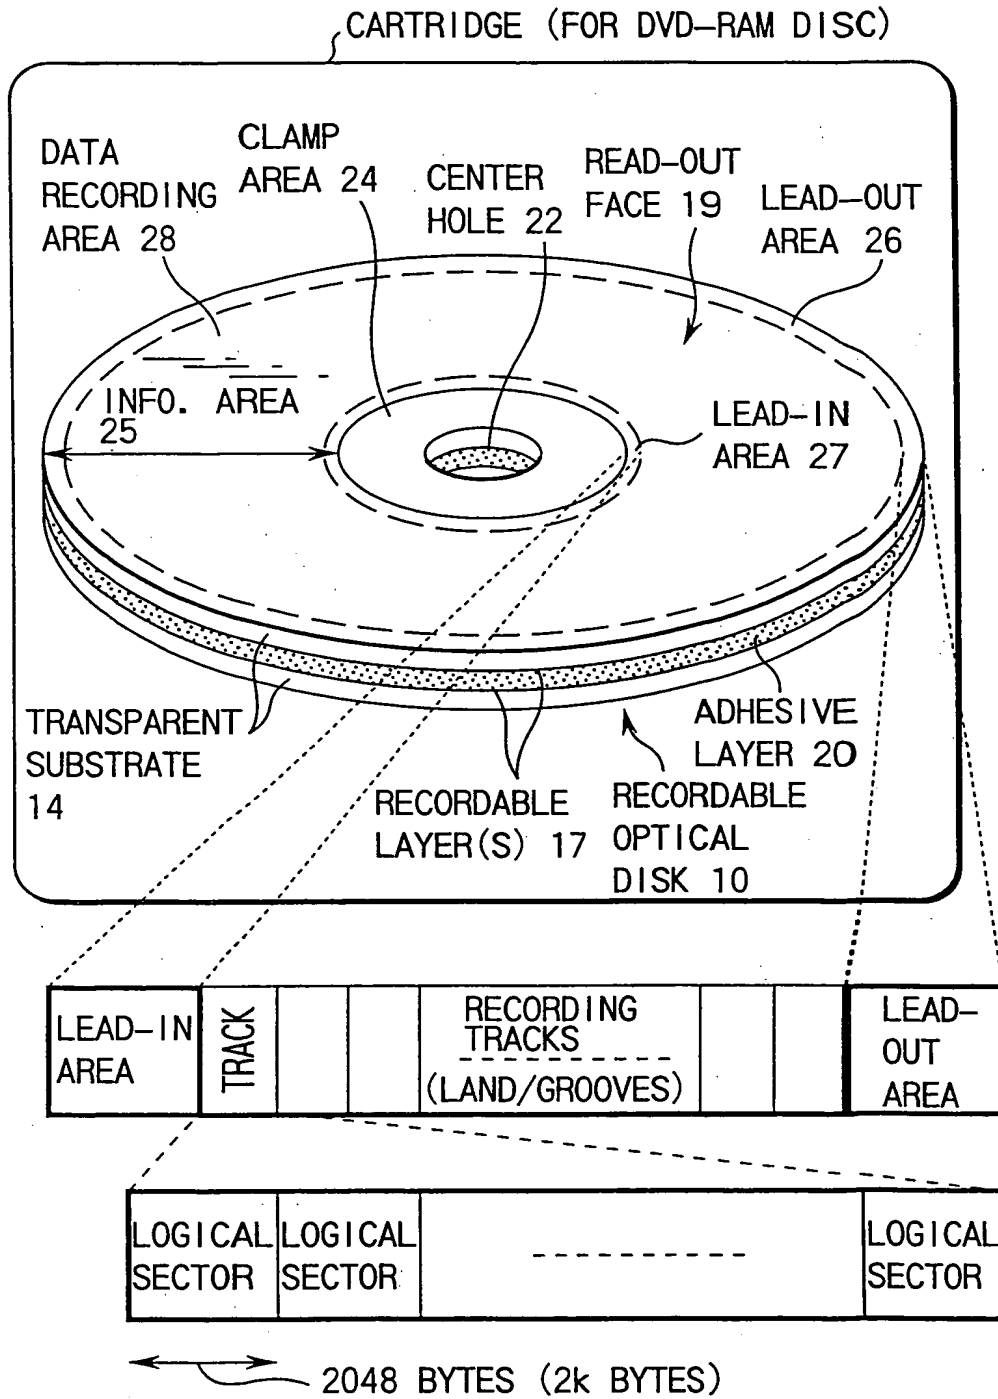 CARTRIDGE (FOR DVD-RAM DISC)
DATA
RECORDING
AREA 28
CLAMP
AREA 24
CENTER
HOLE 22
READ-OUT
FACE 19
LEAD-OUT
AREA 26
INFO. AREA
25
LEAD-IN
AREA 27
TRANSPARENT
SUBSTRATE
14
RECORDABLE
LAYER(S) 17
ADHESIVE
LAYER 20
RECORDABLE
OPTICAL
DISK 10
LEAD-IN
AREA
TRACK
RECORDING
TRACKS
(LAND/GROOVES)
LEAD-
OUT
AREA
LOGICAL
SECTOR
LOGICAL
SECTOR
LOGICAL
SECTOR
2048 BYTES (2k BYTES)